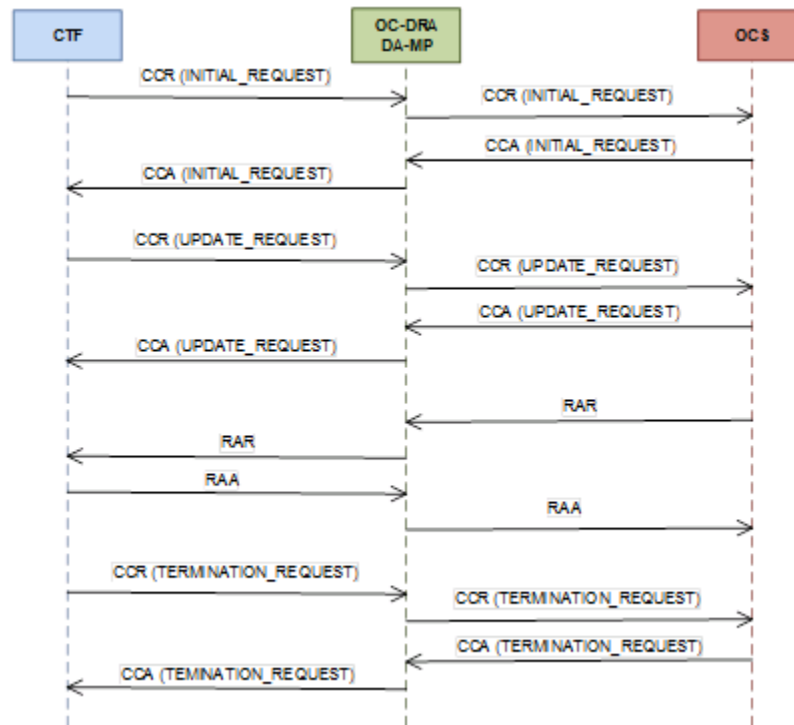 CTF
OC-DRA
DA-MP
OCS
CCR (INITIAL_REQUEST)
CCR (INITIAL_REQUEST)
CCA (INITIAL_REQUEST)
CCA (INITIAL_REQUEST)
CCR (UPDATE_REQUEST)
CCR (UPDATE_REQUEST)
CCA (UPDATE_REQUEST)
CCA (UPDATE_REQUEST)
RAR
RAR
RAA
RAA
CCR (TERMINATION_REQUEST)
CCR (TERMINATION_REQUEST)
CCA (TERMINATION_REQUEST)
CCA (TEMINATION_REQUEST)